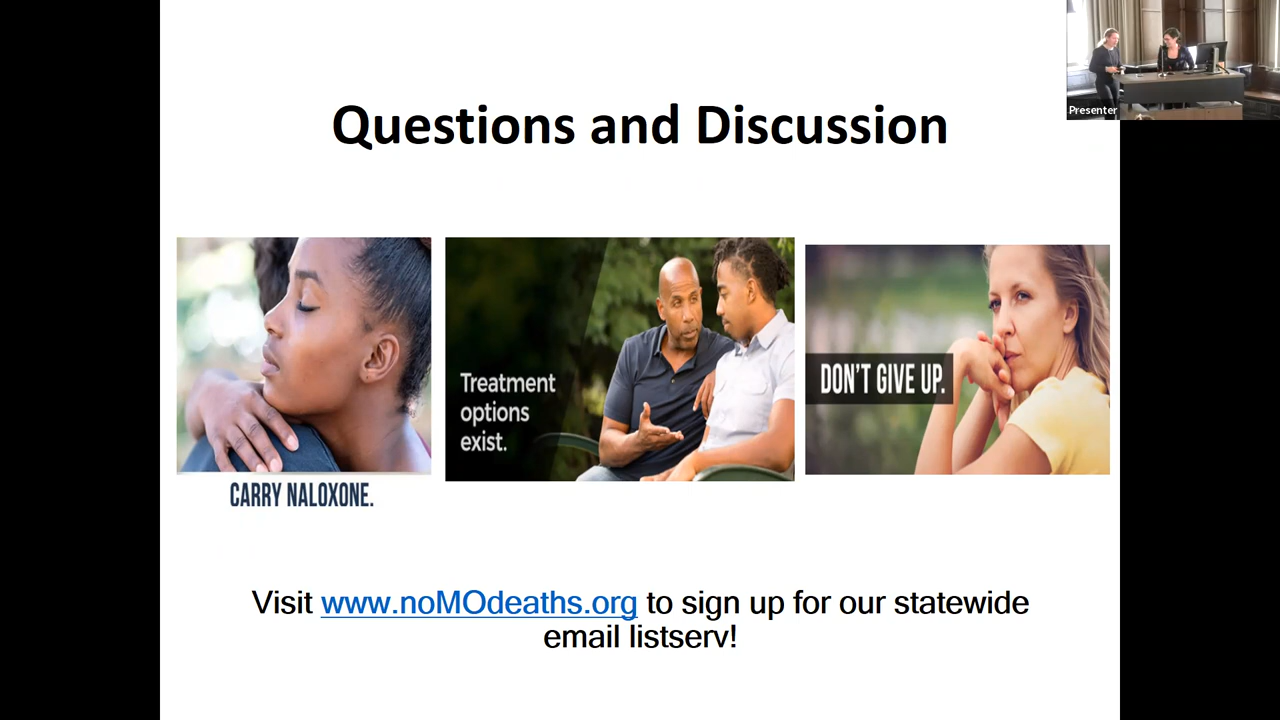 Presenter
Questions and Discussion
Treatment
options
exist.
DON'T GIVE UP.
CARRY NALOXONE.
Visit www.noMOdeaths.org to sign up for our statewide
email listserv!